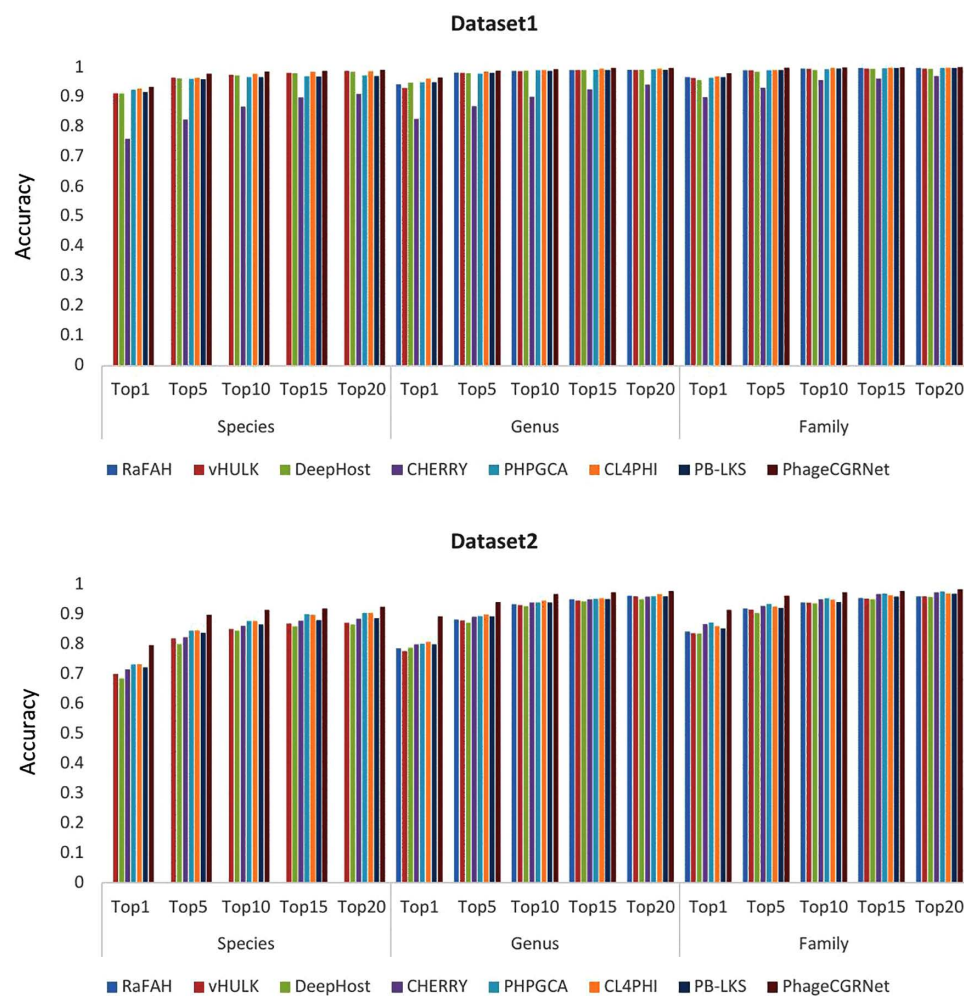 Dataset1
Accuracy
1
0.9
0.8
0.7
0.6
0.5
0.4
0.3
0.2
0.1
0
Top1 Top5 Top10 Top15 Top20 Top1 Top5 Top10 Top15 Top20 Top1 Top5 Top10 Top15 Top20
Species Genus Family
RaFAH vHULK DeepHost CHERRY PHPGCA CL4PHI PB-LKS PhageCGRNet
Dataset2
Accuracy
1
0.9
0.8
0.7
0.6
0.5
0.4
0.3
0.2
0.1
0
Top1 Top5 Top10 Top15 Top20 Top1 Top5 Top10 Top15 Top20 Top1 Top5 Top10 Top15 Top20
Species Genus Family
RaFAH vHULK DeepHost CHERRY PHPGCA CL4PHI PB-LKS PhageCGRNet